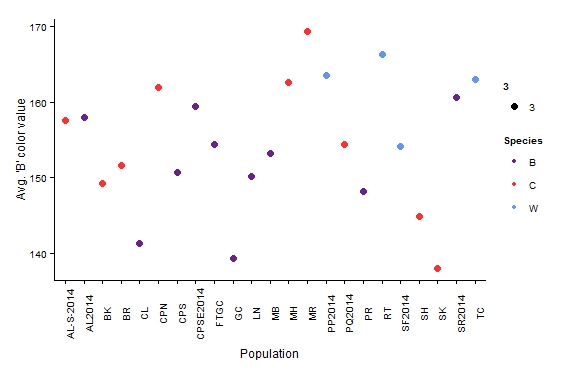 170
160
150
140
Avg. 'B' color value
AL-S-2014
AL2014
BK
BR
CL
CPN
CPS
CPSE2014
FTGC
GC
LN
MB
MH
MR
PP2014
PQ2014
PR
RT
SF2014
SH
SK
SR2014
TC
Population
3
3
Species
B
C
W